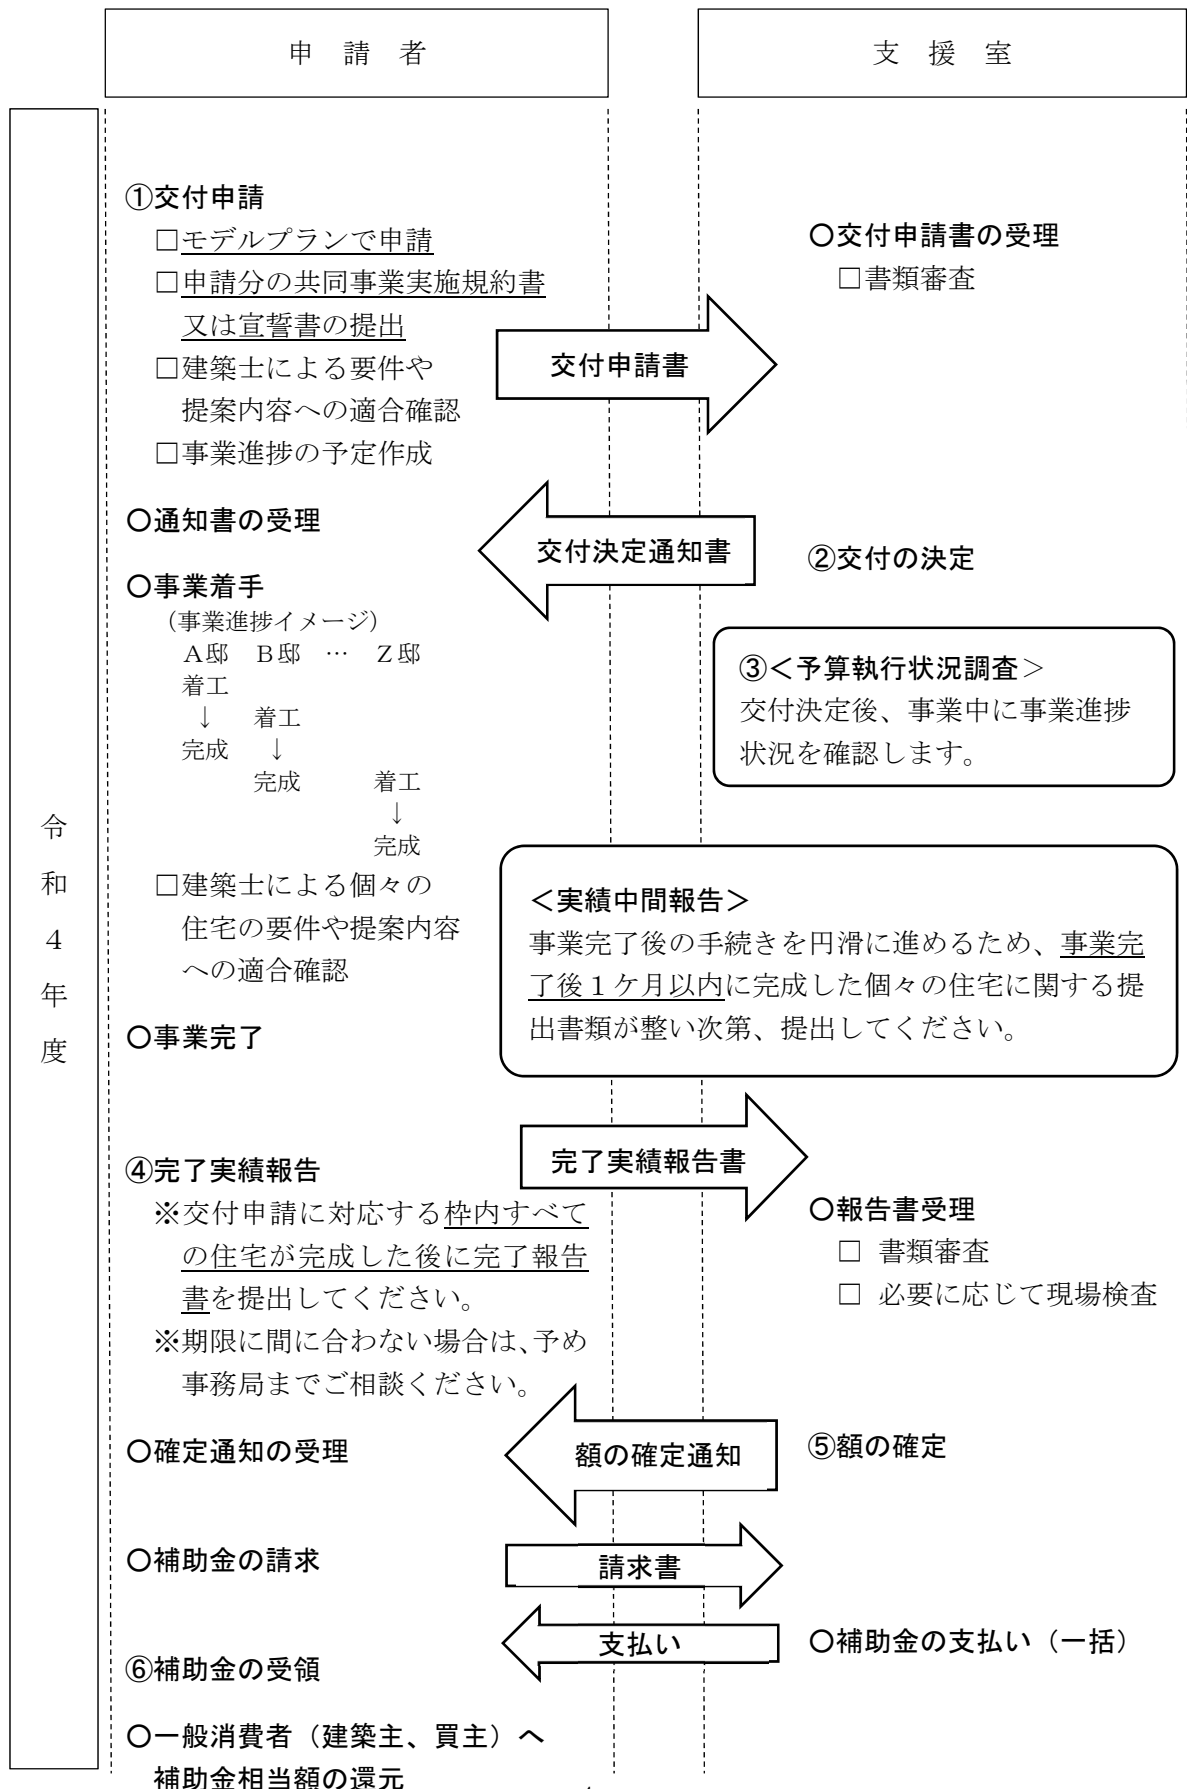 申　請　者
支　援　室
令
和
４
年
度
①交付申請
□モデルプランで申請
□申請分の共同事業実施規約書
又は宣誓書の提出
□建築士による要件や
提案内容への適合確認
□事業進捗の予定作成
交付申請書
〇交付申請書の受理
□書類審査
〇通知書の受理
交付決定通知書
②交付の決定
〇事業着手
（事業進捗イメージ）
Ａ邸　Ｂ邸　…　Ｚ邸
着工
↓　着工
完成　↓
完成　着工
↓
完成
□建築士による個々の
住宅の要件や提案内容
への適合確認
③＜予算執行状況調査＞
交付決定後、事業中に事業進捗
状況を確認します。
＜実績中間報告＞
事業完了後の手続きを円滑に進めるため、事業完
了後１ケ月以内に完成した個々の住宅に関する提
出書類が整い次第、提出してください。
〇事業完了
④完了実績報告
※交付申請に対応する枠内すべて
の住宅が完成した後に完了報告
書を提出してください。
※期限に間に合わない場合は、予め
事務局までご相談ください。
完了実績報告書
〇報告書受理
□ 書類審査
□ 必要に応じて現場検査
〇確定通知の受理
額の確定通知
⑤額の確定
〇補助金の請求
請求書
支払い
〇補助金の支払い（一括）
⑥補助金の受領
〇一般消費者（建築主、買主）へ
補助金相当額の還元